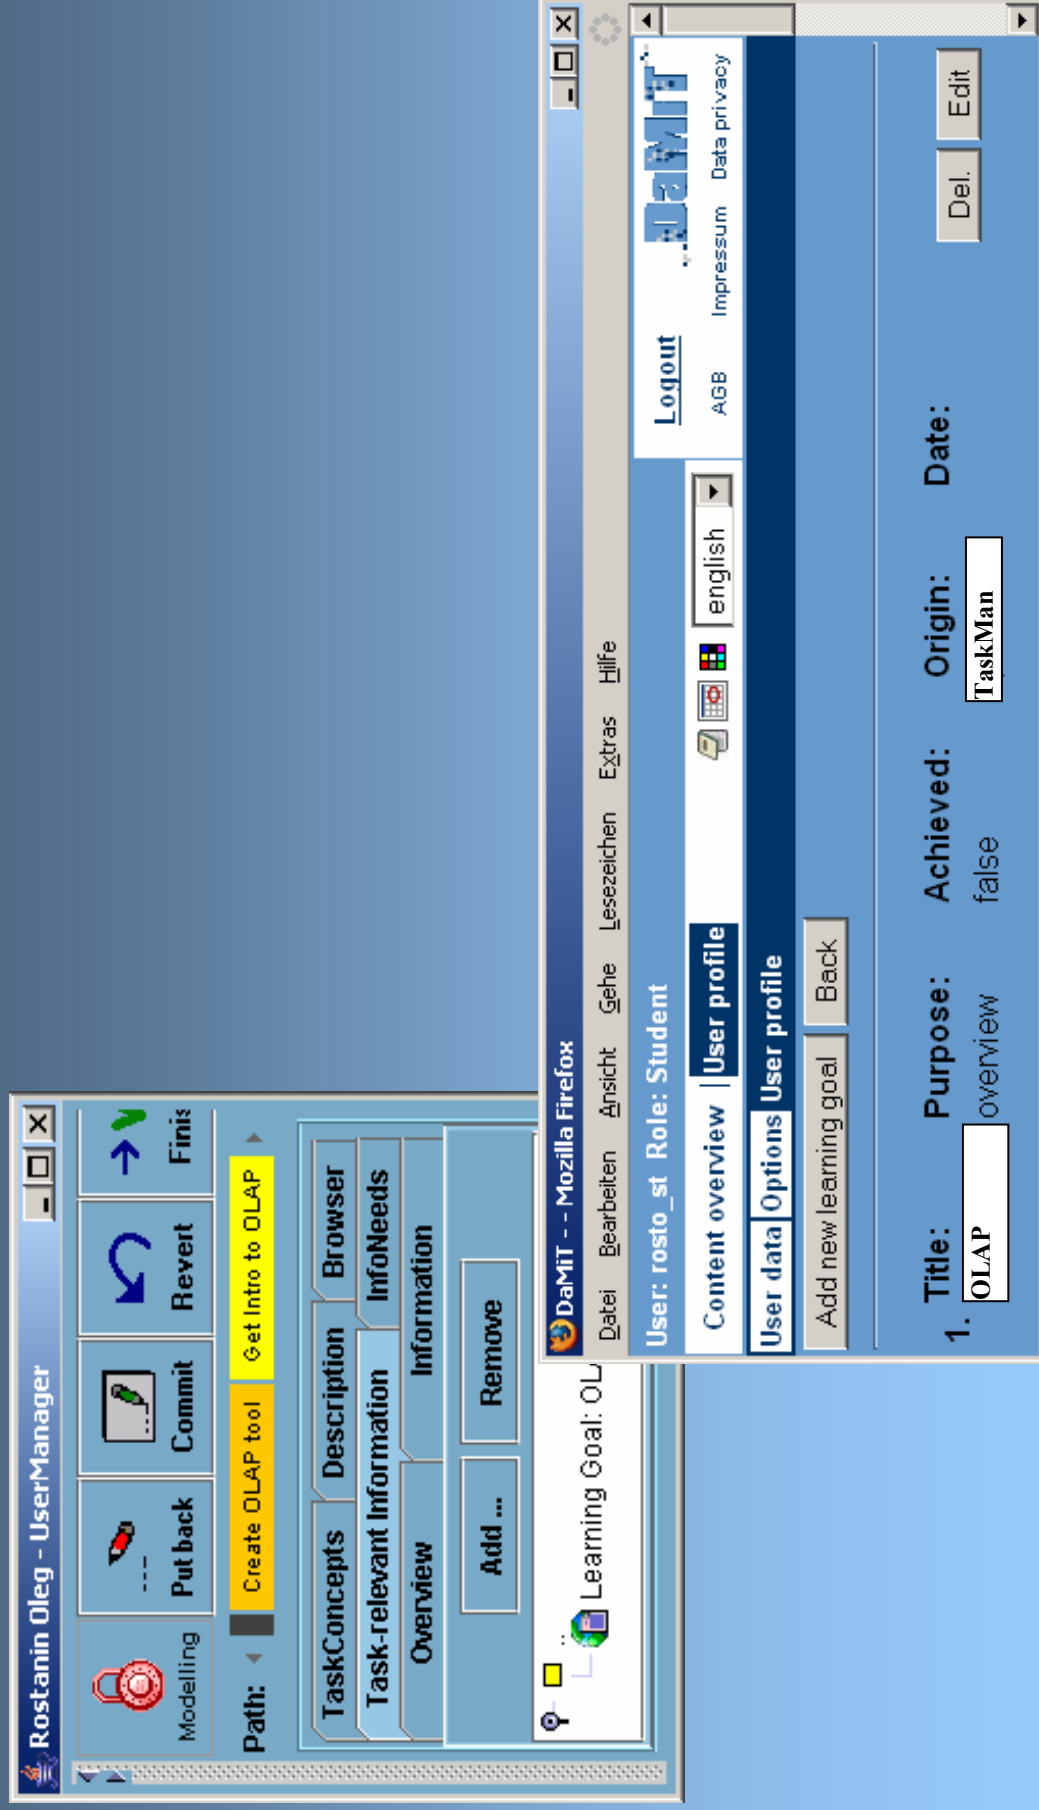 Rostanin Oleg - UserManager
Modelling
Put back
Commit
Revert
Finis
Path:
Create OLAP tool
Get Intro to OLAP
TaskConcepts
Description
Browser
Task-relevant Information
InfoNeeds
Overview
Information
Add ...
Remove
Learning Goal: OL
DaMiT - - Mozilla Firefox
Datei Bearbeiten Ansicht Gehe Lesezeichen Extras Hilfe
User: rosto_st Role: Student
Logout
DaMiT
Content overview | User profile
english
AGB Impressum Data privacy
User data Options User profile
Add new learning goal
Back
Title: Purpose: Achieved: Origin: Date:
1. OLAP overview false TaskMan
Del. Edit